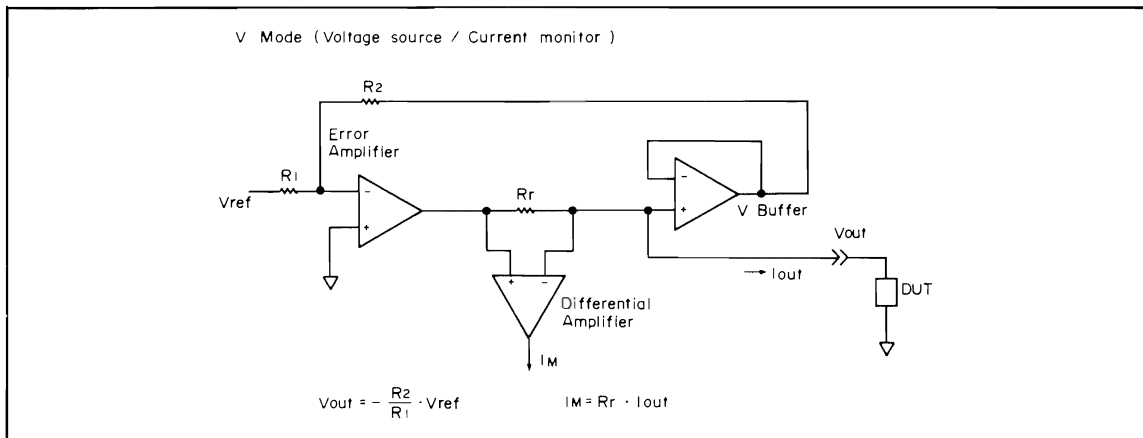 V Mode (Voltage source / Current monitor)
R2
Error
Amplifier
R1
Vref
-
+
Rr
-
+
V Buffer
Vout
Iout
DUT
+ -
Differential
Amplifier
IM
Vout = - R2/R1 · Vref
IM = Rr · Iout